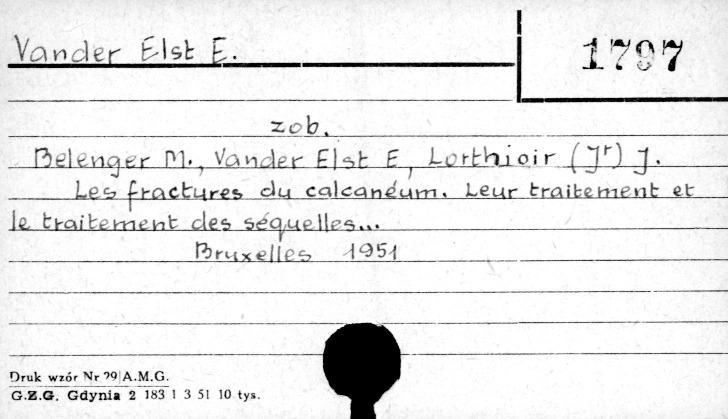 Vander Elst E.
1797
zob.
Belenger M., Vander Elst E, Lorthioir (Jr) J.
Les fractures du calcanéum. Leur traitement et
le traitement des séquelles...
Bruxelles 1951
Druk wzór Nr 29 A.M.G.
G.Z.G. Gdynia 2 183 1 3 51 10 tys.